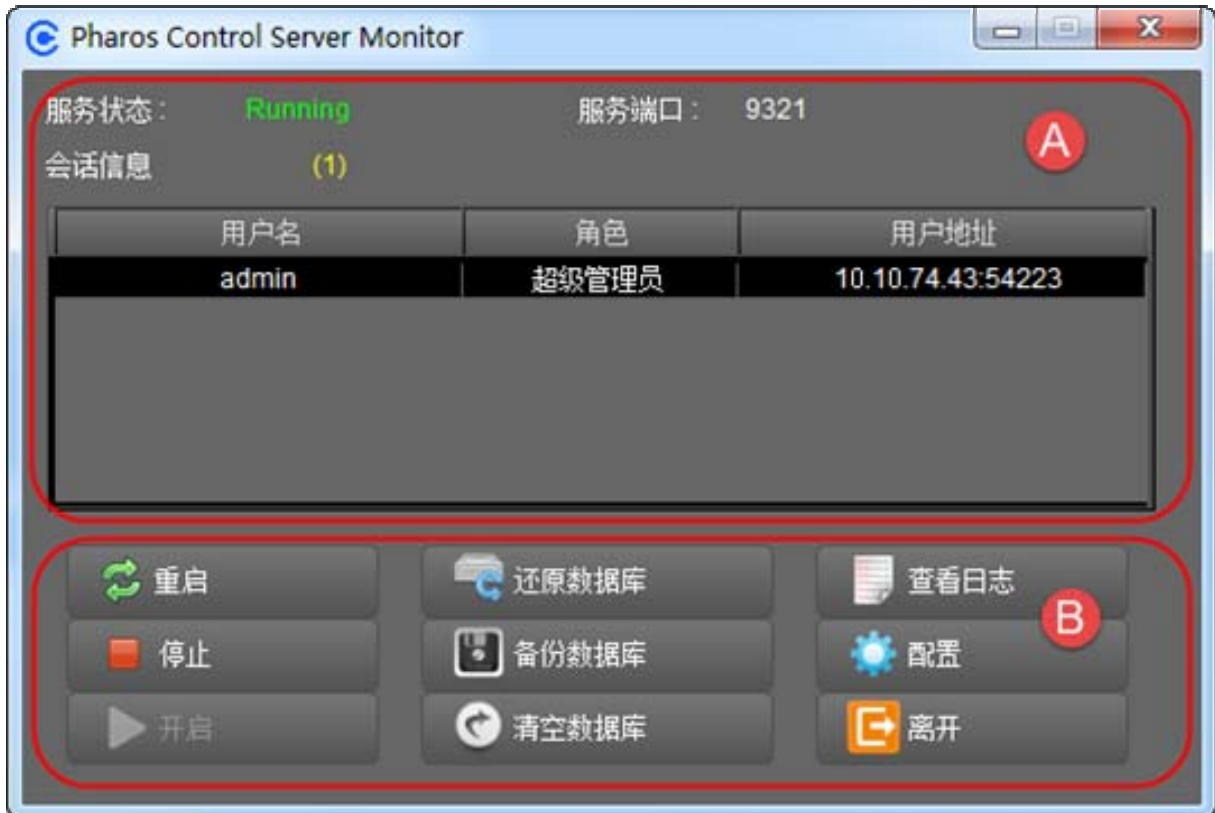 Pharos Control Server Monitor
服务状态： Running 服务端口： 9321
会话信息 (1)
A
用户名 角色 用户地址
admin 超级管理员 10.10.74.43:54223
重启 还原数据库 查看日志
B
停止 备份数据库 配置
开启 清空数据库 离开